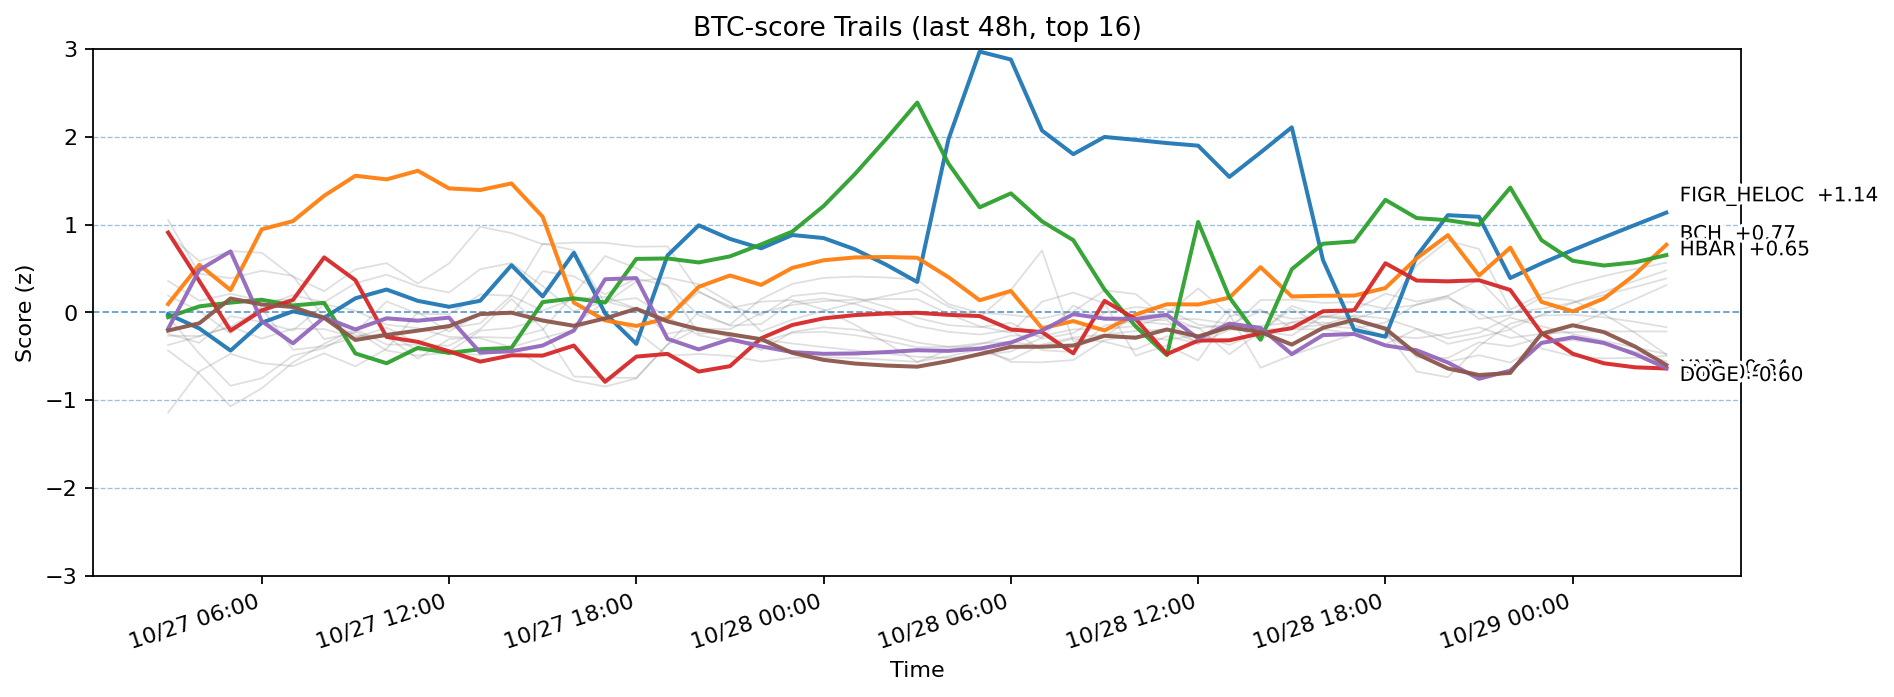 BTC-score Trails (last 48h, top 16)
3
2
1
0
−1
−2
−3
Score (z)
FIGR_HELOC +1.14
BCH +0.77
HBAR +0.65
DOGE -0.60
10/27 06:00
10/27 12:00
10/27 18:00
10/28 00:00
10/28 06:00
10/28 12:00
10/28 18:00
10/29 00:00
Time